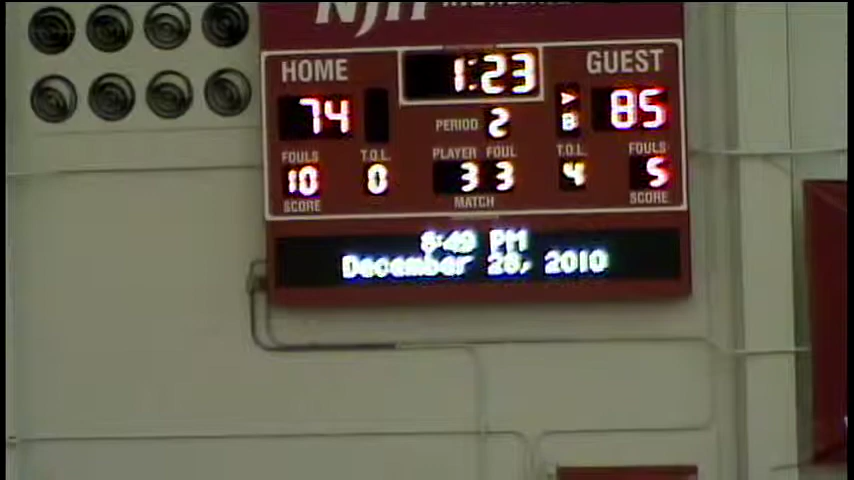 NJIT
HOME 1:23 GUEST
74 PERIOD 2 B 85
FOULS T.O.L. PLAYER FOUL T.O.L. FOULS
10 0 3 3 4 5
SCORE MATCH SCORE
8:49 PM
December 28, 2010